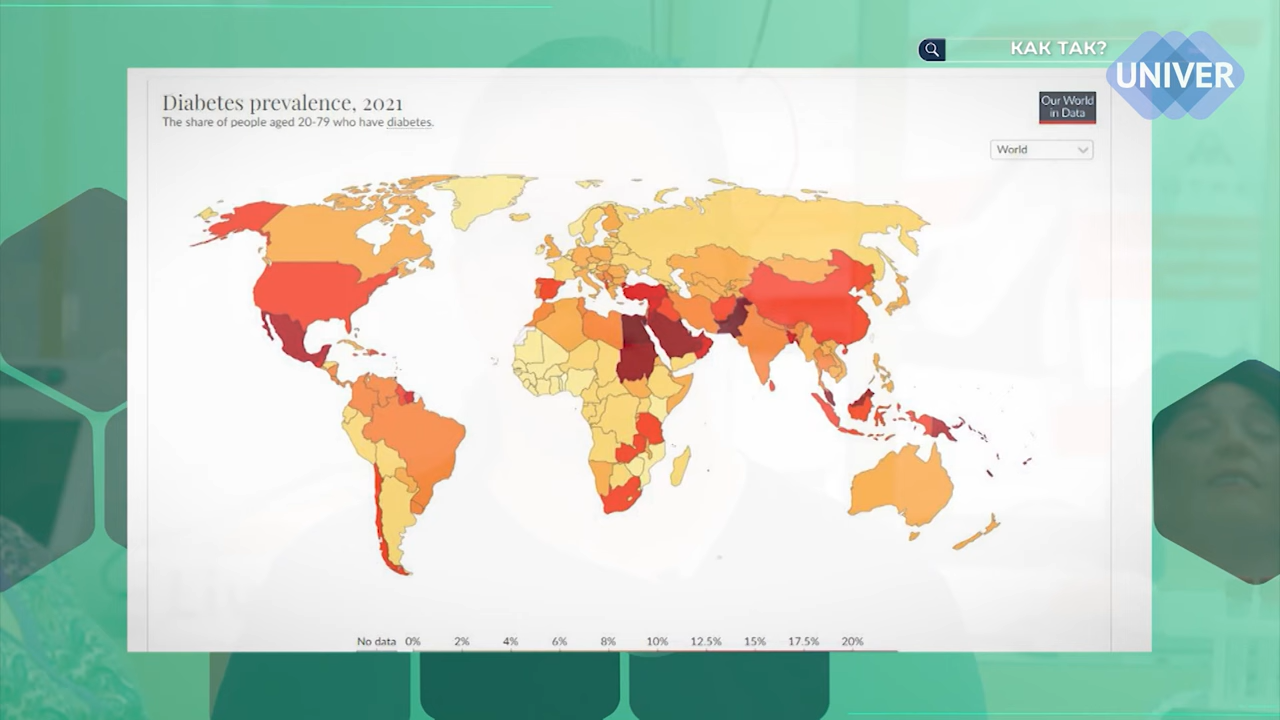 КАК ТАК?
UNIVER
Diabetes prevalence, 2021
The share of people aged 20-79 who have diabetes.
Our World
in Data
World
No data 0% 2% 4% 6% 8% 10% 12.5% 15% 17.5% 20%